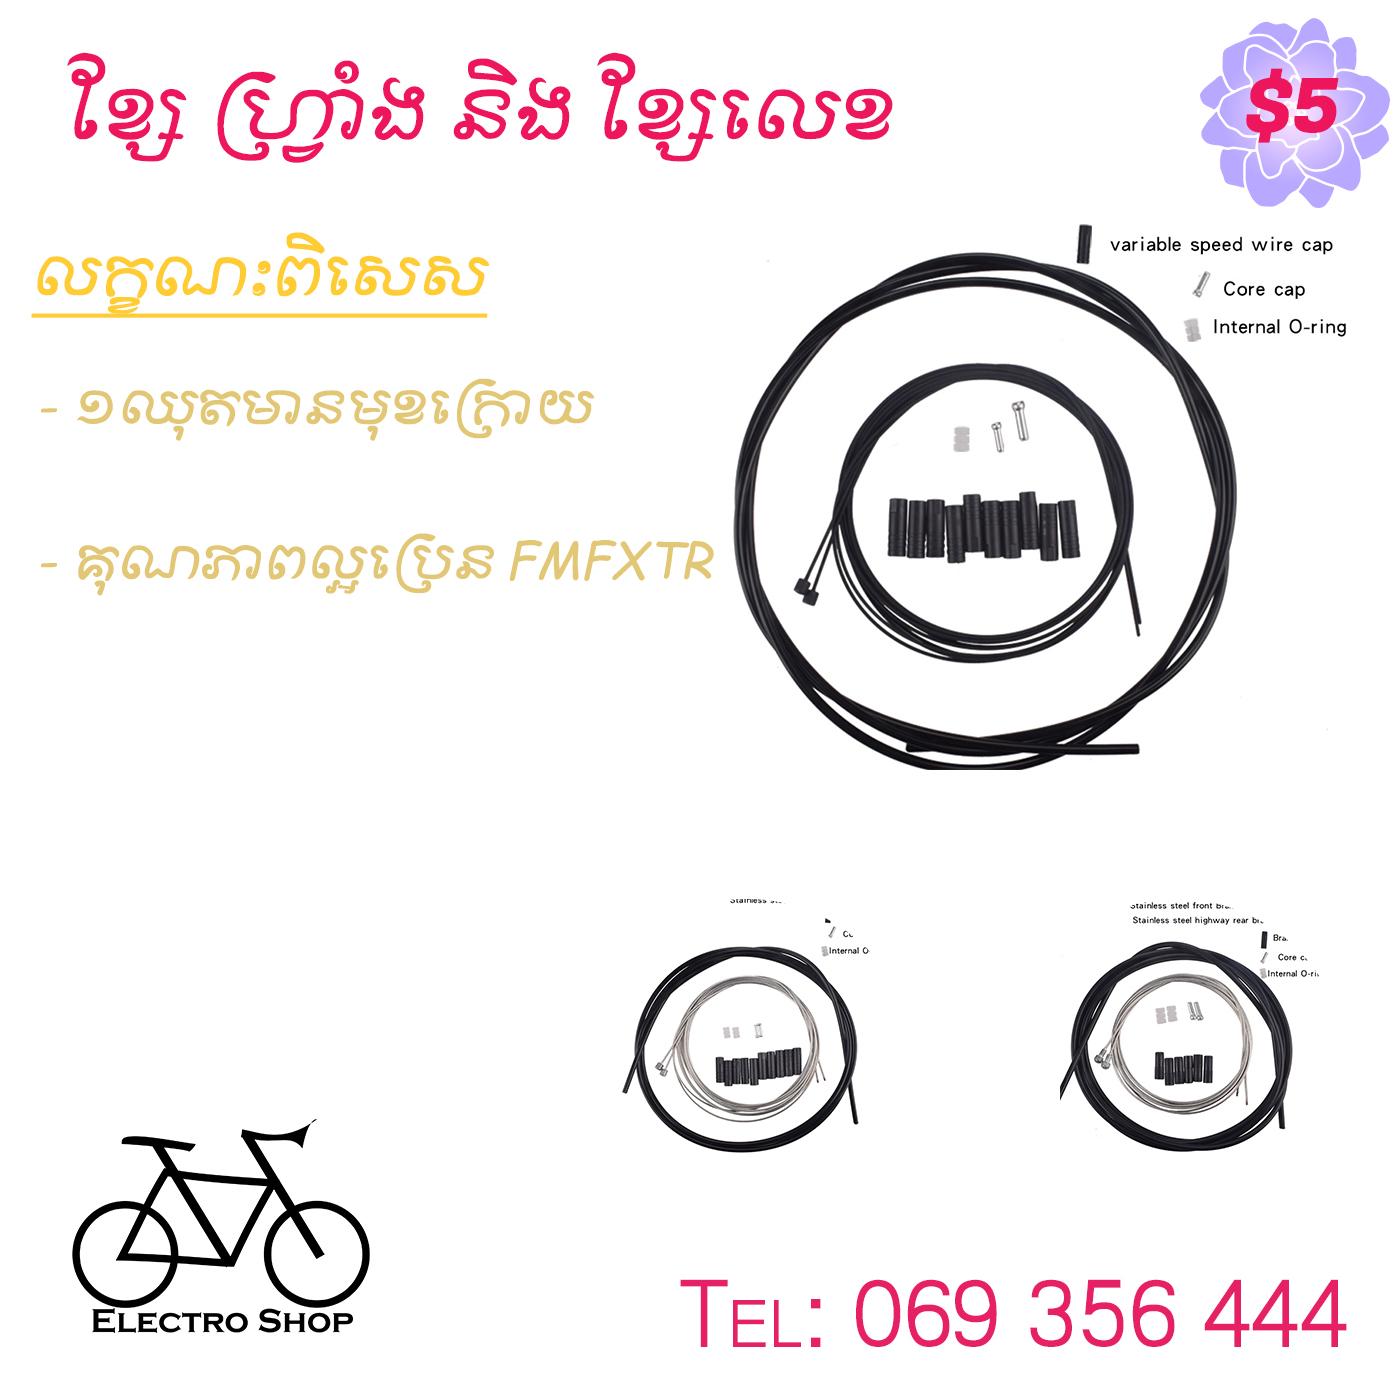 ខ្សែ ហ្វ្រាំង និង ខ្សែលេខ
$5
លក្ខណៈពិសេស
- ១ឈុតមានមុខក្រោយ
- គុណភាពល្អប្រេន FMFXTR
variable speed wire cap
Core cap
Internal O-ring
Stainless
Internal O-
Stainless steel front
Stainless steel highway rear
Core
Internal O-ri
ELECTRO SHOP
TEL: 069 356 444